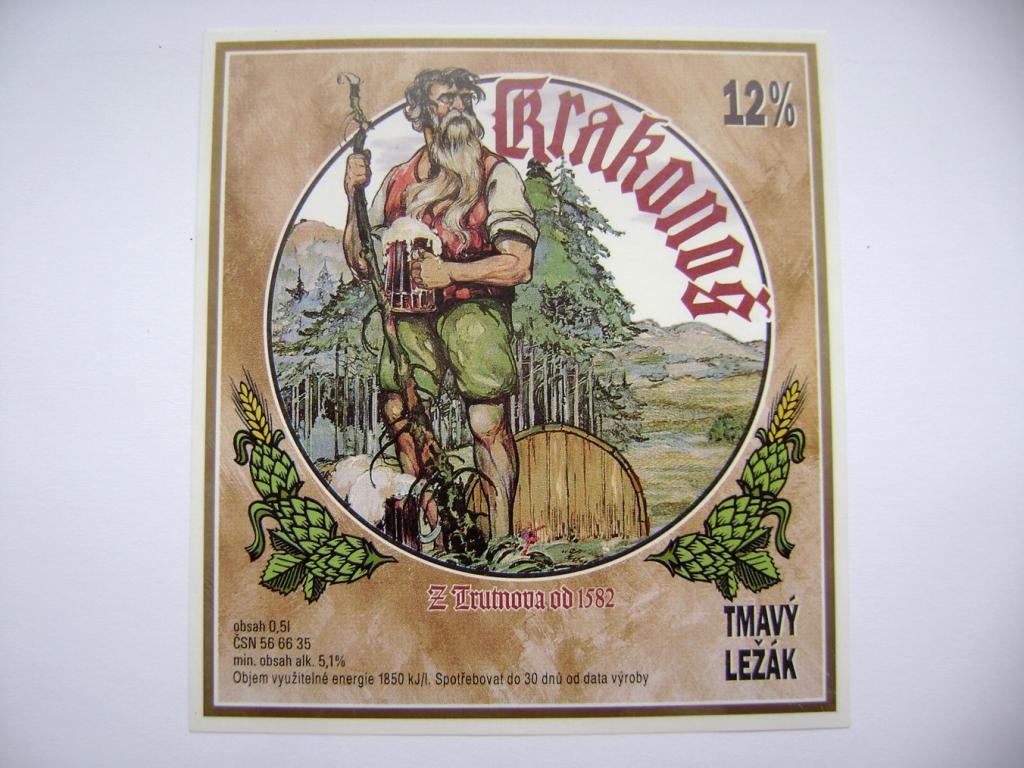 Krakonoš
12%
Z Trutnova od 1582
obsah 0,5l
ČSN 56 66 35
min. obsah alk. 5,1%
Objem využitelné energie 1850 kJ/l. Spotřebovat do 30 dnů od data výroby
TMAVÝ
LEŽÁK